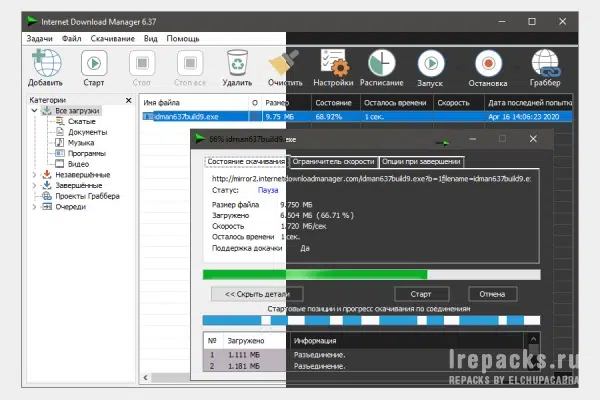 Internet Download Manager 6.37
Задачи Файл Скачивание Вид Помощь
Добавить Старт Стоп Стоп все Удалить Очистить Настройки Расписание Запуск Остановка Граббер
Категории
Имя файла О Размер Состояние Осталось времени Скорость Дата последней попытк
Все загрузки
idman637build9.exe 9.75 МБ 68.92% 1 сек. Apr 16 14:06:23 2020
Сжатые
Документы
Музыка
Программы
Видео
Незавершённые
Завершённые
Проекты Граббера
Очереди
66% idman637build9.exe
Состояние скачивания Ограничитель скорости Опции при завершении
http://mirror2.internetdownloadmanager.com/idman637build9.exe?b=1filename=idman637build9.e
Статус: Пауза
Размер файла 9.750 МБ
Загружено 6.504 МБ ( 66.71 % )
Скорость 1.720 МБ/сек
Осталось времени 1 сек.
Поддержка докачки Да
<< Скрыть детали Старт Отмена
Стартовые позиции и прогресс скачивания по соединениям
№ Загружено Информация
1 1.111 МБ Разъединение.
2 1.181 МБ Разъединение.
lrepacks.ru
REPACKS BY ELCHUPACABRA